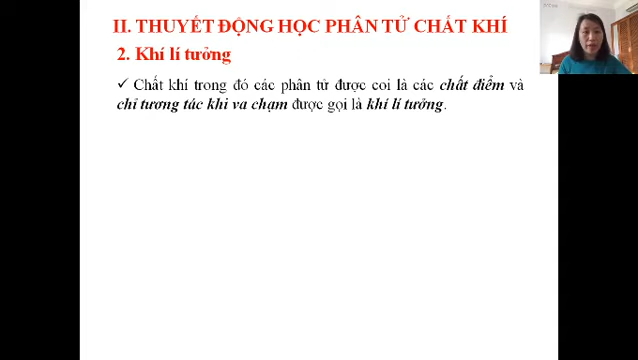 II. THUYẾT ĐỘNG HỌC PHÂN TỬ CHẤT KHÍ
2. Khí lí tưởng
✓ Chất khí trong đó các phân tử được coi là các chất điểm và
chỉ tương tác khi va chạm được gọi là khí lí tưởng.